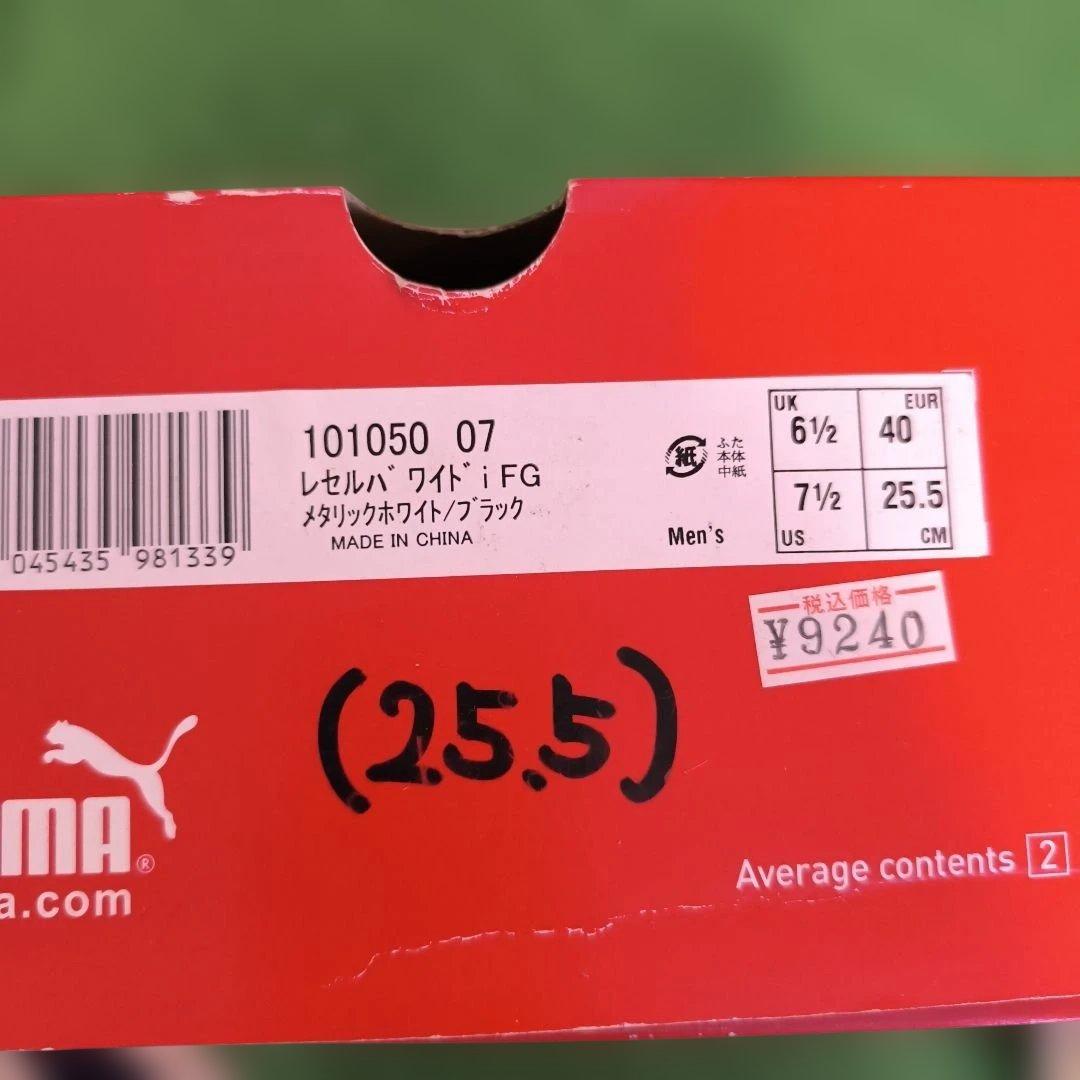 101050 07
レセルバ ワイド i FG
メタリックホワイト/ブラック
MADE IN CHINA
045435 981339
紙
ふた
本体
中紙
Men's
UK 6½
EUR 40
7½ US
25.5 CM
税込価格
¥9240
(25.5)
MA®
a.com
Average contents 2